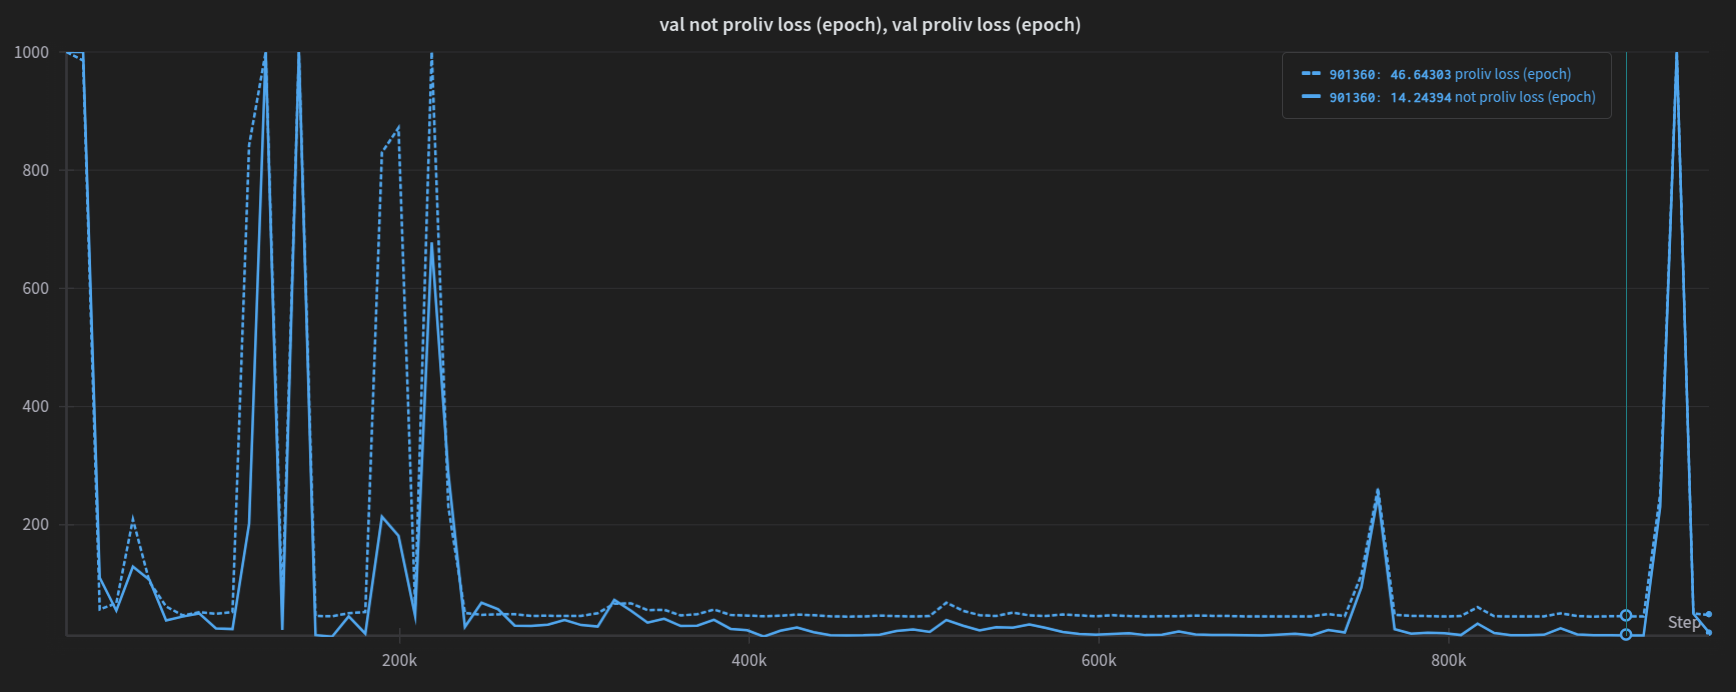 val not proliv loss (epoch), val proliv loss (epoch)
1000
901360: 46.64303 proliv loss (epoch)
901360: 14.24394 not proliv loss (epoch)
800
600
400
200
Step
200k
400k
600k
800k